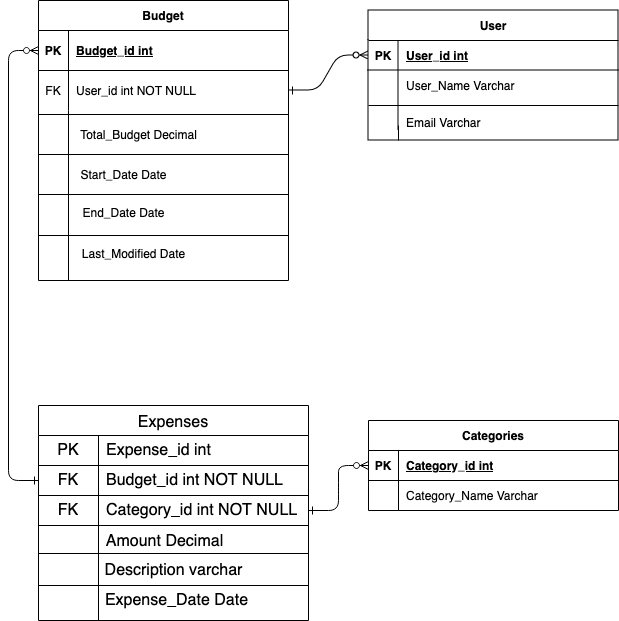 Budget
PK Budget_id int
FK User_id int NOT NULL
Total_Budget Decimal
Start_Date Date
End_Date Date
Last_Modified Date
User
PK User_id int
User_Name Varchar
Email Varchar
Expenses
PK Expense_id int
FK Budget_id int NOT NULL
FK Category_id int NOT NULL
Amount Decimal
Description varchar
Expense_Date Date
Categories
PK Category_id int
Category_Name Varchar